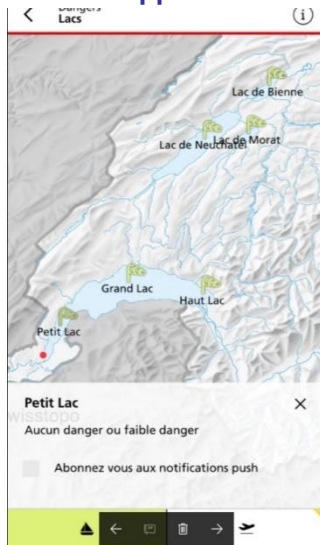 Dangers
Lacs
Lac de Bienne
Lac de Neuchâtel
Lac de Morat
Grand Lac
Haut Lac
Petit Lac
Petit Lac
Aucun danger ou faible danger
Abonnez vous aux notifications push